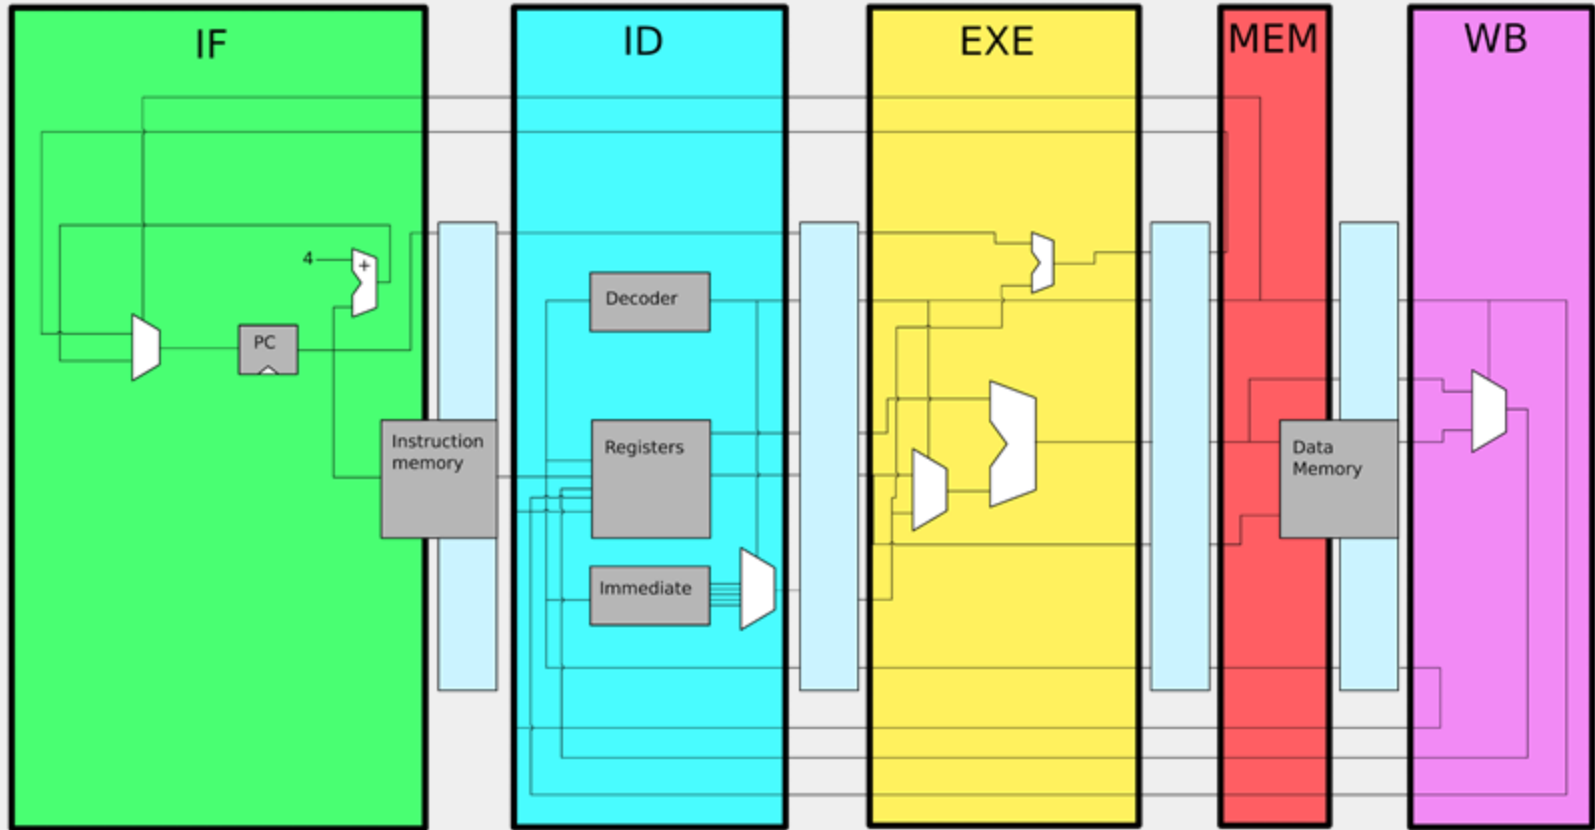 IF
ID
EXE
MEM
WB
4
+
Decoder
PC
Instruction
memory
Registers
Data
Memory
Immediate